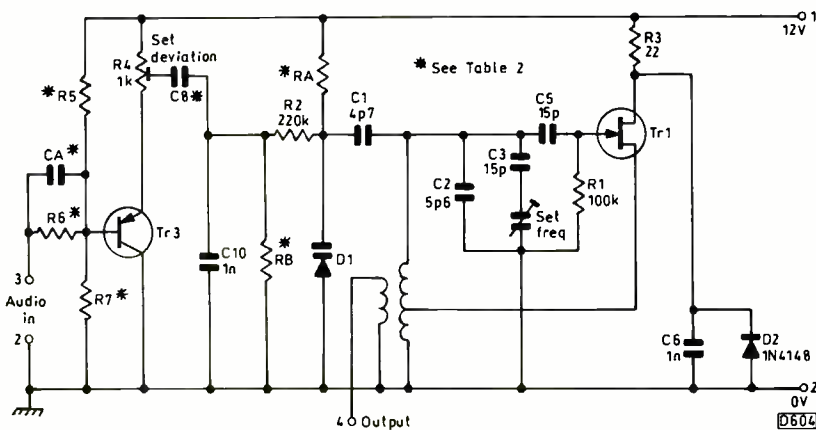 1
12V
R4
1k
Set
deviation
C8*
*R5
CA*
R6*
Tr3
3
Audio
in
2
R7*
C10
1n
R2
220k
RB
*
*RA
D1
* See Table 2
C1
4p7
C2
5p6
C3
15p
Set
freq
C5
15p
R1
100k
R3
22
Tr1
C6
1n
D2
1N4148
2
0V
4 Output
D604